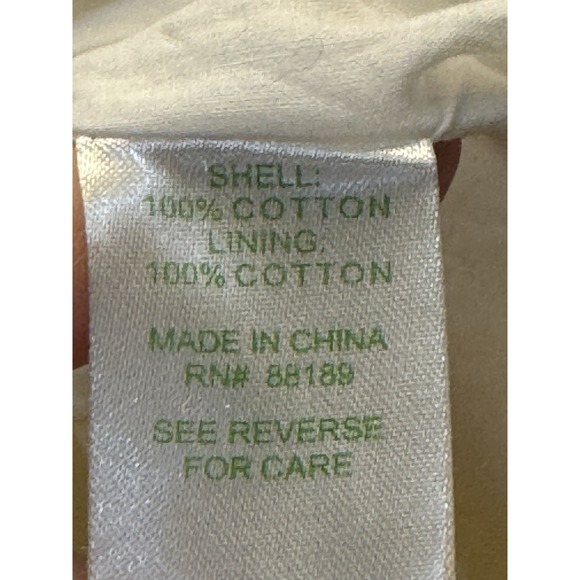 SHELL:
100% COTTON
LINING:
100% COTTON
MADE IN CHINA
RN# 88189
SEE REVERSE
FOR CARE